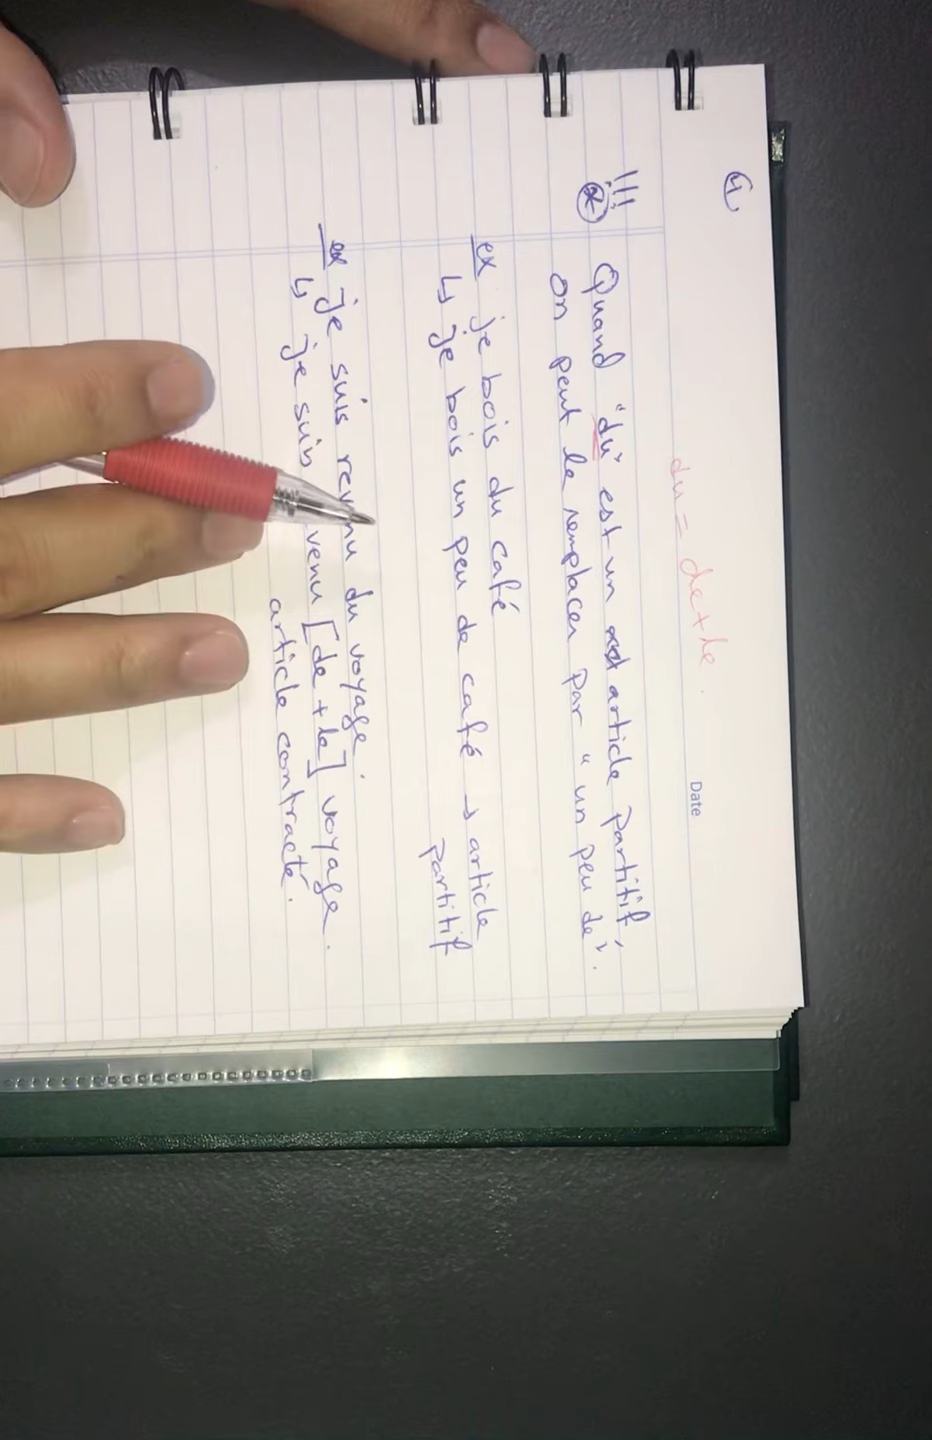 4
du = de + le.
Date
!!! * Quand "du" est un article partitif,
on peut le remplacer par "un peu de".
ex je bois du café
↳ je bois un peu de café → article
partitif
ex je suis revenu du voyage.
↳ je suis venu [de + le] voyage.
article contracté.